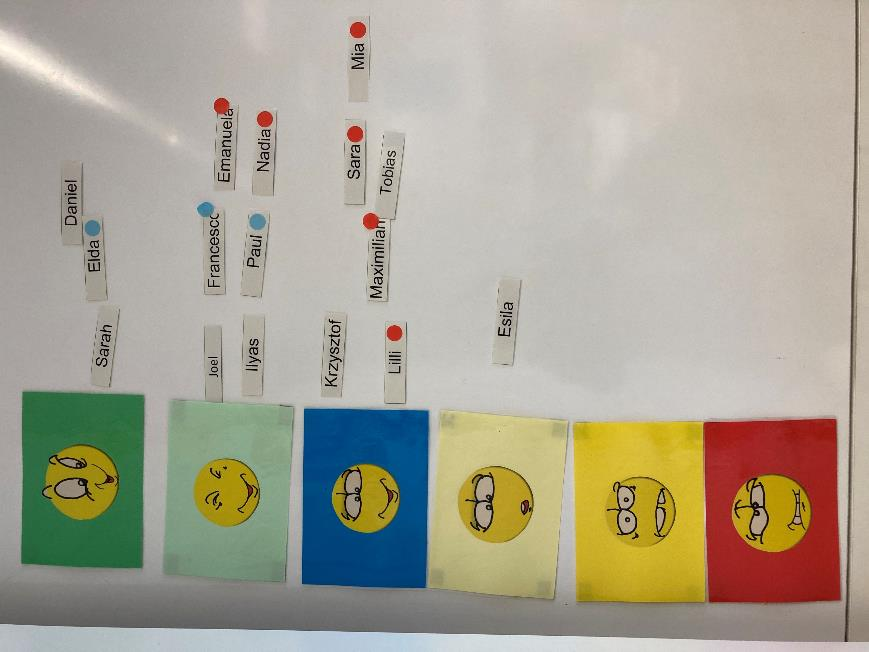 Sarah
Elda
Daniel
Joel
Francesco
Emanuela
Ilyas
Paul
Nadia
Krzysztof
Sara
Mia
Lilli
Maximilian
Tobias
Esila